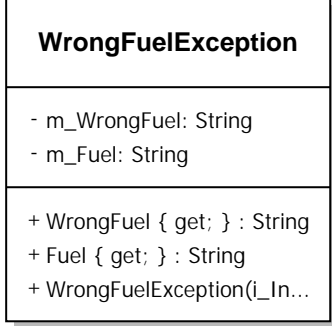 WrongFuelException
- m_WrongFuel: String
- m_Fuel: String
+ WrongFuel { get; } : String
+ Fuel { get; } : String
+ WrongFuelException(i_In...